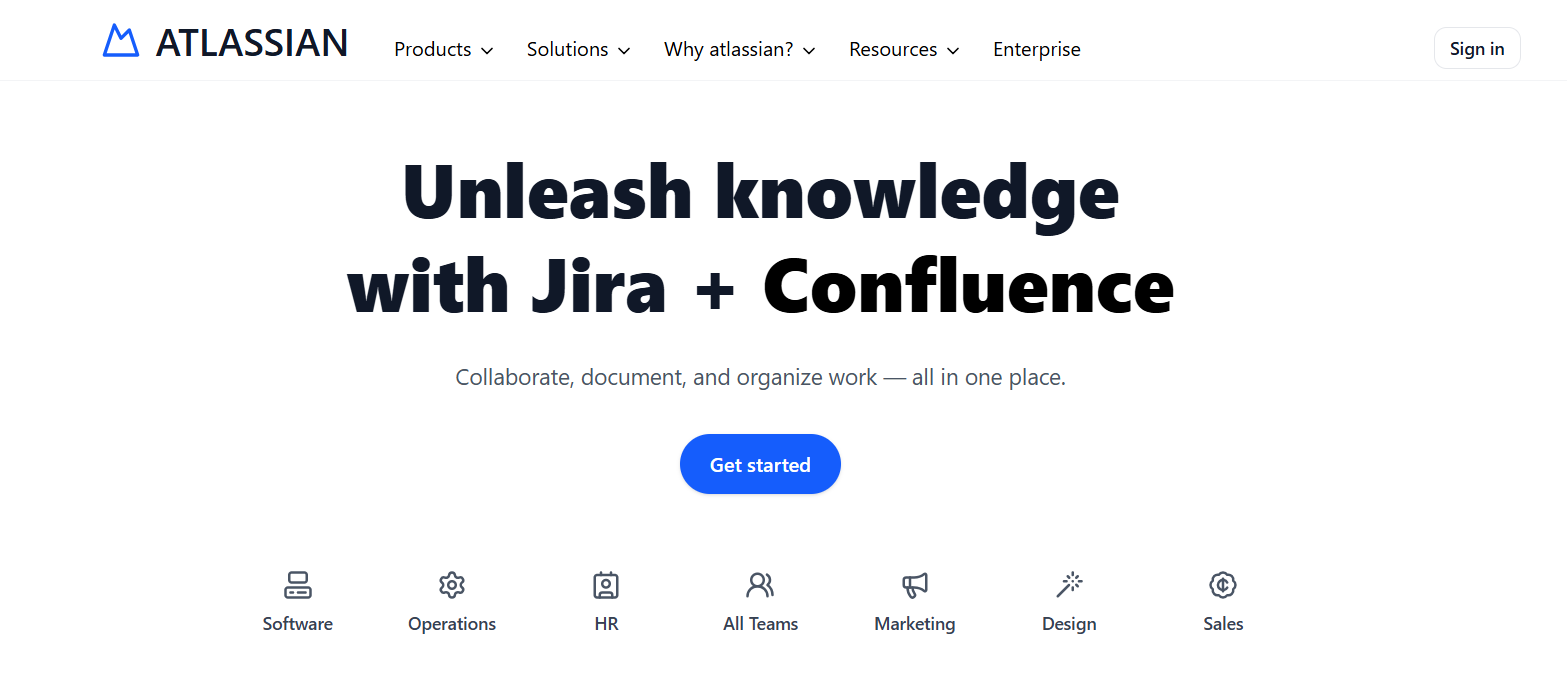 ATLASSIAN Products Solutions Why atlassian? Resources Enterprise Sign in
Unleash knowledge
with Jira + Confluence
Collaborate, document, and organize work — all in one place.
Get started
Software Operations HR All Teams Marketing Design Sales